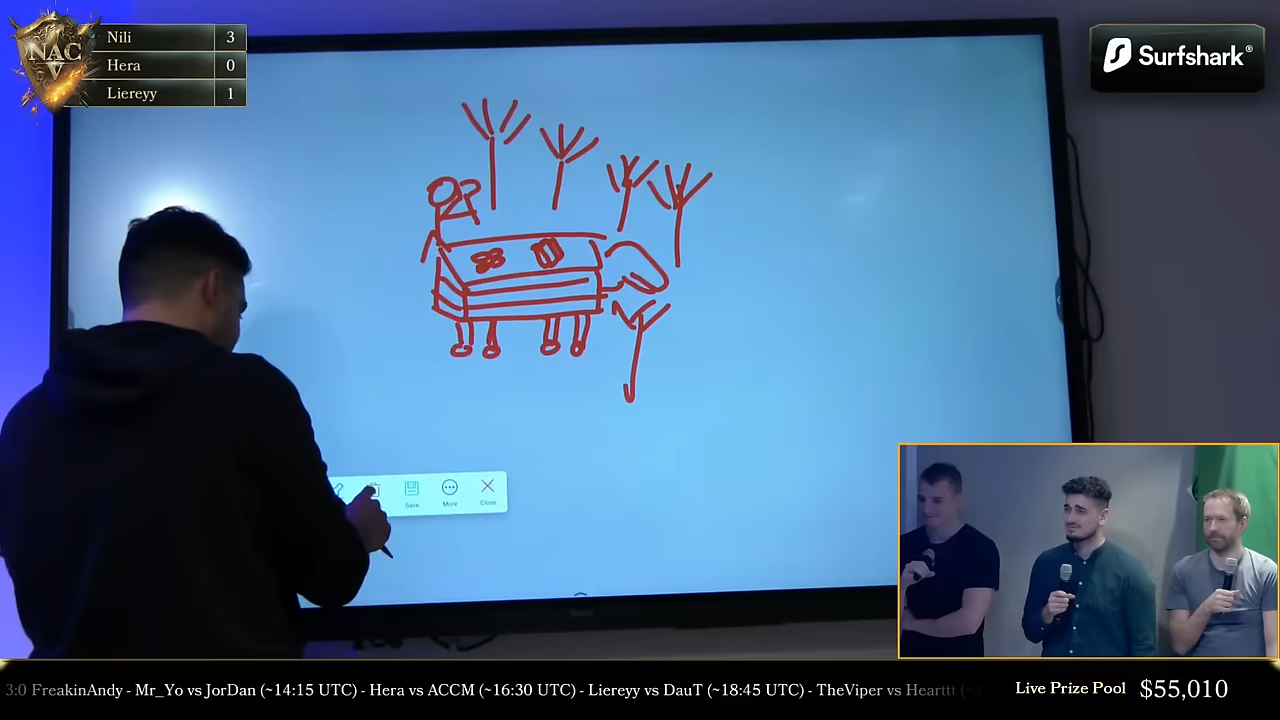 NAC
V
Nili 3
Hera 0
Liereyy 1
Surfshark®
Save
More
Close
3:0 FreakinAndy - Mr_Yo vs JorDan (~14:15 UTC) - Hera vs ACCM (~16:30 UTC) - Liereyy vs DauT (~18:45 UTC) - TheViper vs Hearttt (~
Live Prize Pool $55,010